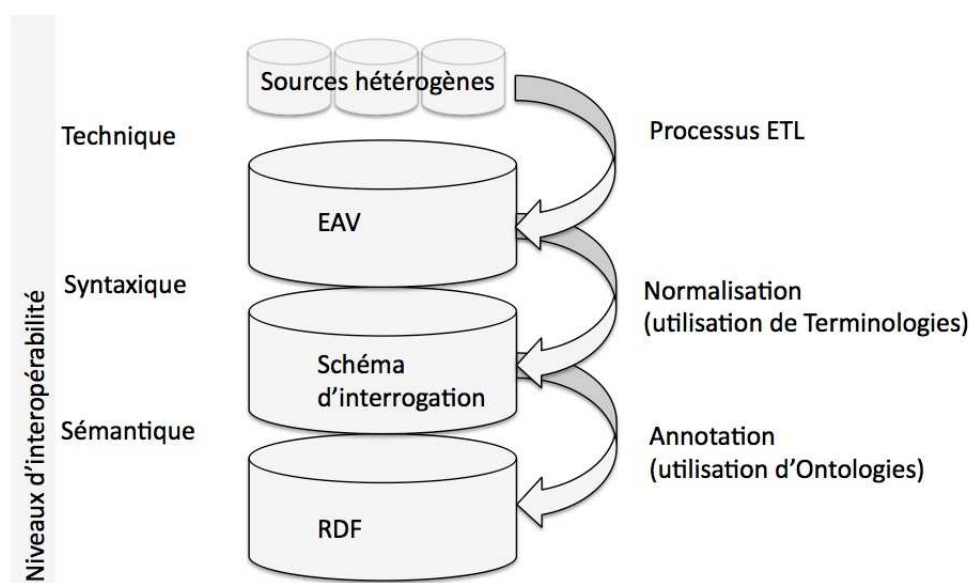 Sources hétérogènes
Technique
Processus ETL
EAV
Syntaxique
Normalisation
(utilisation de Terminologies)
Schéma
d'interrogation
Sémantique
Annotation
(utilisation d'Ontologies)
RDF
Niveaux d'interopérabilité